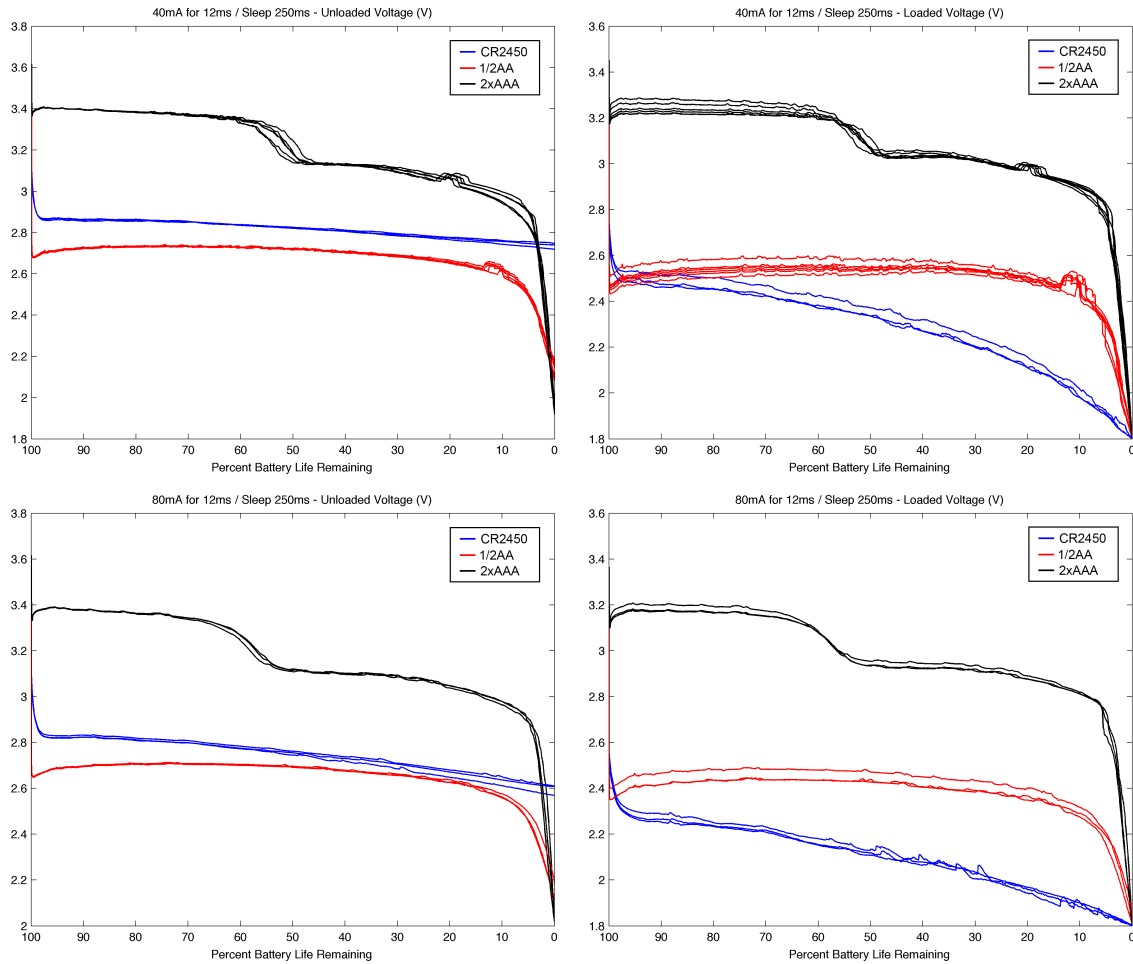 40mA for 12ms / Sleep 250ms - Unloaded Voltage (V)
3.8
3.6
3.4
3.2
3
2.8
2.6
2.4
2.2
2
1.8
CR2450
1/2AA
2xAAA
100 90 80 70 60 50 40 30 20 10 0
Percent Battery Life Remaining
40mA for 12ms / Sleep 250ms - Loaded Voltage (V)
3.6
3.4
3.2
3
2.8
2.6
2.4
2.2
2
1.8
CR2450
1/2AA
2xAAA
100 90 80 70 60 50 40 30 20 10 0
Percent Battery Life Remaining
80mA for 12ms / Sleep 250ms - Unloaded Voltage (V)
3.8
3.6
3.4
3.2
3
2.8
2.6
2.4
2.2
2
CR2450
1/2AA
2xAAA
100 90 80 70 60 50 40 30 20 10 0
Percent Battery Life Remaining
80mA for 12ms / Sleep 250ms - Loaded Voltage (V)
3.6
3.4
3.2
3
2.8
2.6
2.4
2.2
2
1.8
CR2450
1/2AA
2xAAA
100 90 80 70 60 50 40 30 20 10 0
Percent Battery Life Remaining